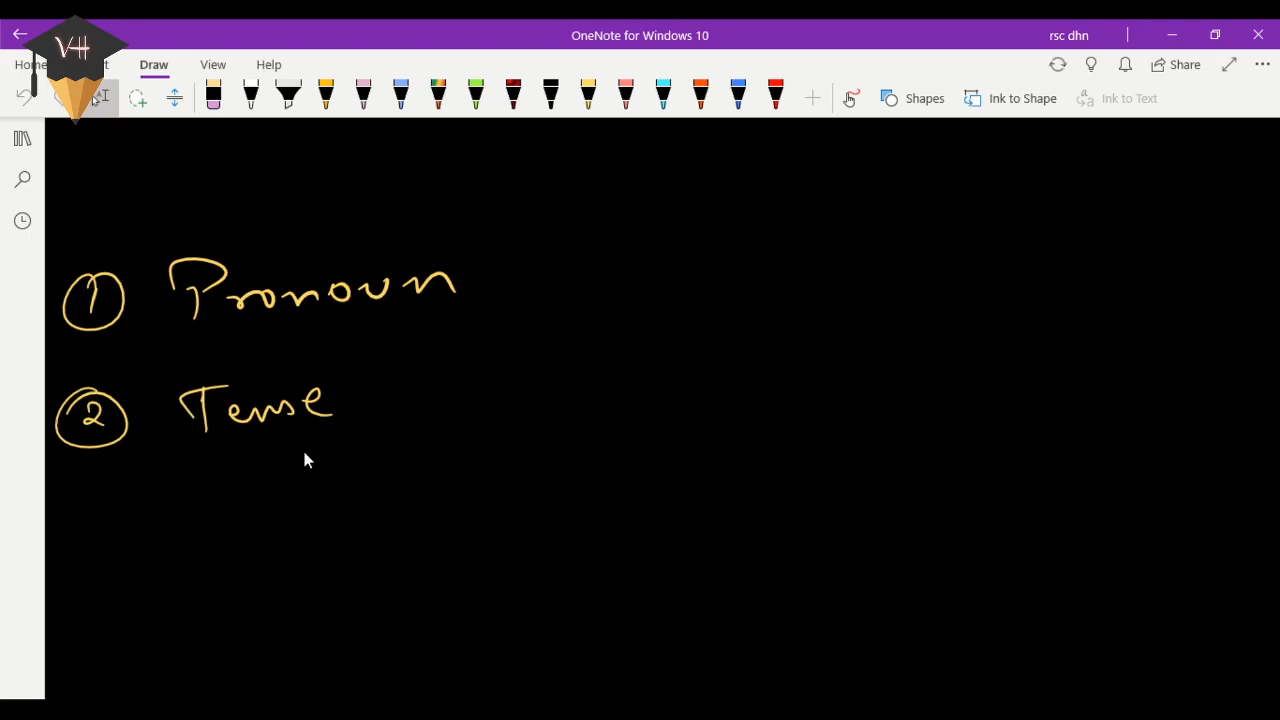 OneNote for Windows 10
rsc dhn
VH
Draw
View
Help
Share
Shapes
Ink to Shape
Ink to Text
1 Pronoun
2 Tense